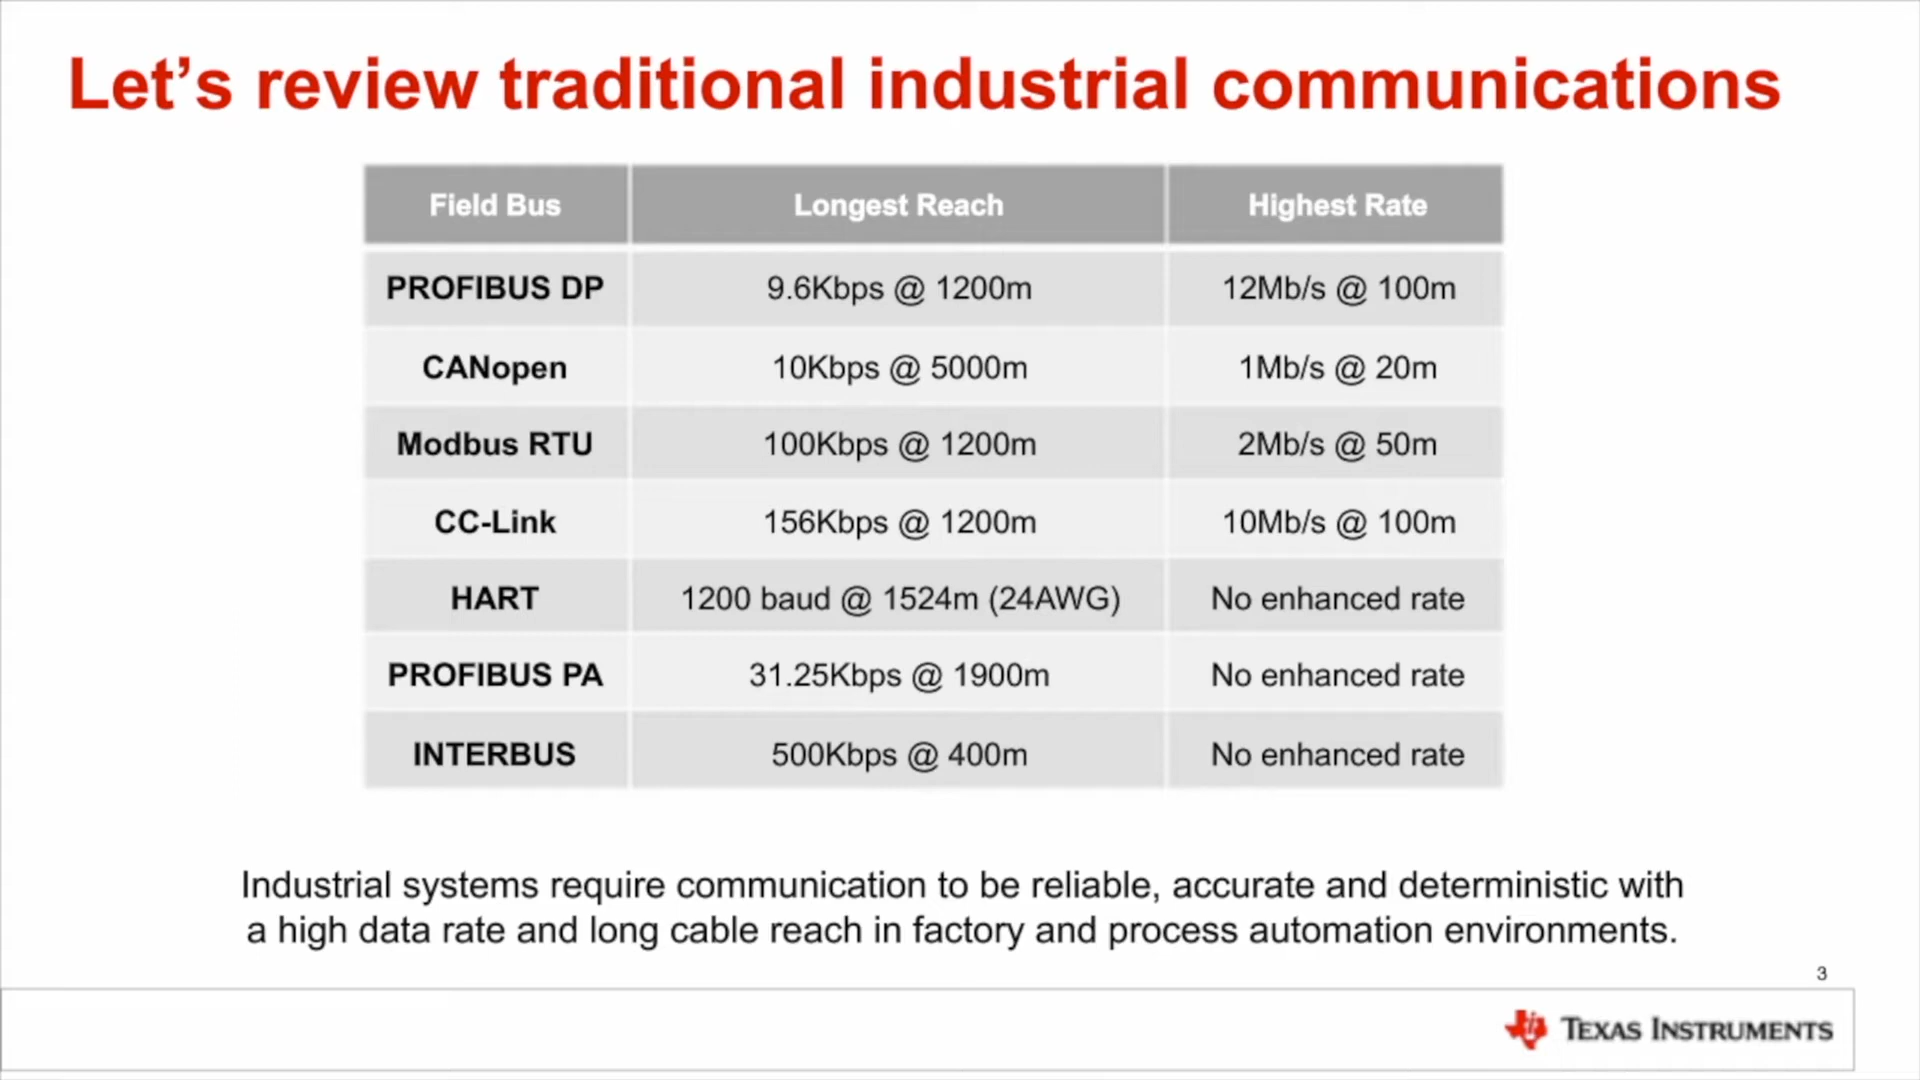 Let’s review traditional industrial communications
Field Bus Longest Reach Highest Rate
PROFIBUS DP 9.6Kbps @ 1200m 12Mb/s @ 100m
CANopen 10Kbps @ 5000m 1Mb/s @ 20m
Modbus RTU 100Kbps @ 1200m 2Mb/s @ 50m
CC-Link 156Kbps @ 1200m 10Mb/s @ 100m
HART 1200 baud @ 1524m (24AWG) No enhanced rate
PROFIBUS PA 31.25Kbps @ 1900m No enhanced rate
INTERBUS 500Kbps @ 400m No enhanced rate
Industrial systems require communication to be reliable, accurate and deterministic with
a high data rate and long cable reach in factory and process automation environments.
3
TEXAS INSTRUMENTS